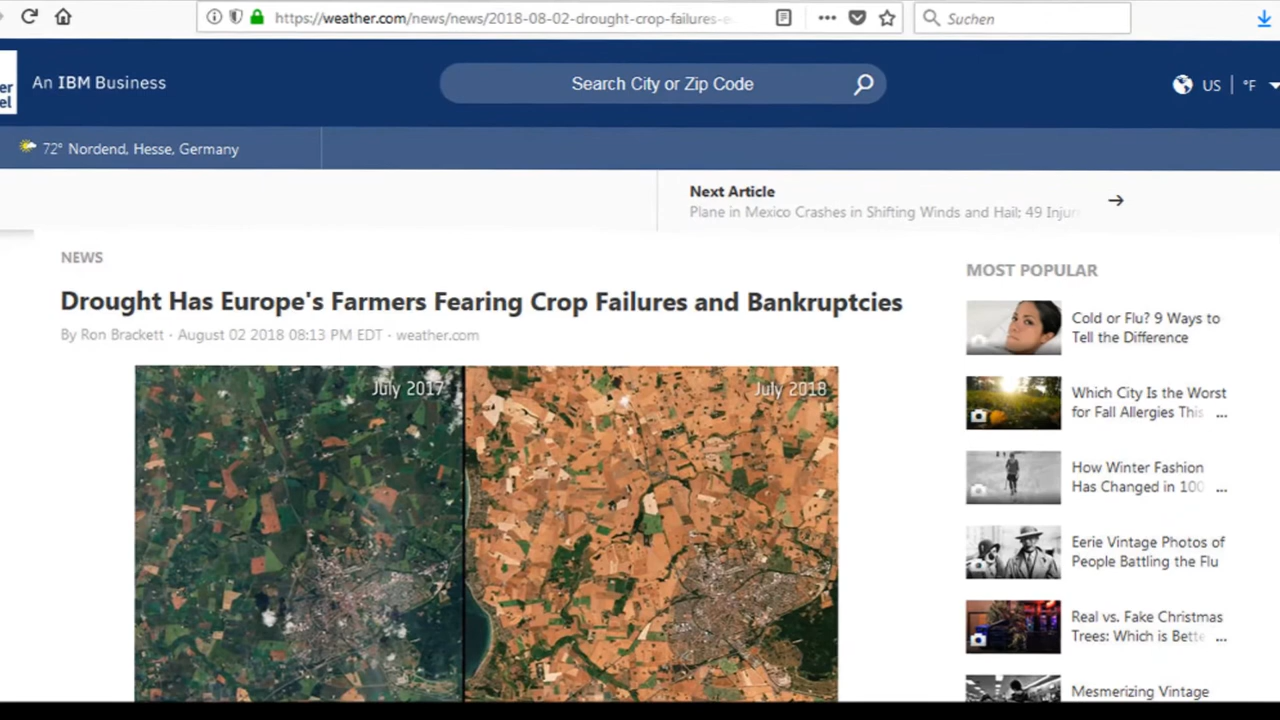 https://weather.com/news/news/2018-08-02-drought-crop-failures-
Suchen
er
el
An IBM Business
Search City or Zip Code
US
°F
72° Nordend, Hesse, Germany
Next Article
Plane in Mexico Crashes in Shifting Winds and Hail; 49 Injur
NEWS
Drought Has Europe's Farmers Fearing Crop Failures and Bankruptcies
By Ron Brackett · August 02 2018 08:13 PM EDT · weather.com
July 2017
July 2018
MOST POPULAR
Cold or Flu? 9 Ways to
Tell the Difference
Which City Is the Worst
for Fall Allergies This ...
How Winter Fashion
Has Changed in 100 ...
Eerie Vintage Photos of
People Battling the Flu
Real vs. Fake Christmas
Trees: Which is Bette ...
Mesmerizing Vintage